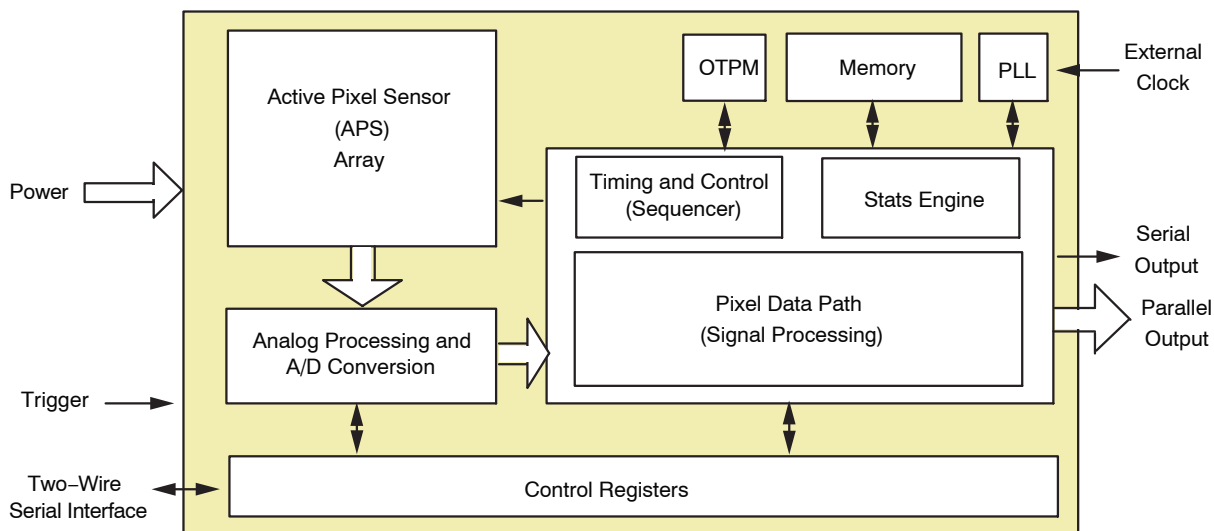 OTPM
Memory
PLL
External
Clock
Active Pixel Sensor
(APS)
Array
Power
Timing and Control
(Sequencer)
Stats Engine
Serial
Output
Pixel Data Path
(Signal Processing)
Parallel
Output
Analog Processing and
A/D Conversion
Trigger
Two−Wire
Serial Interface
Control Registers